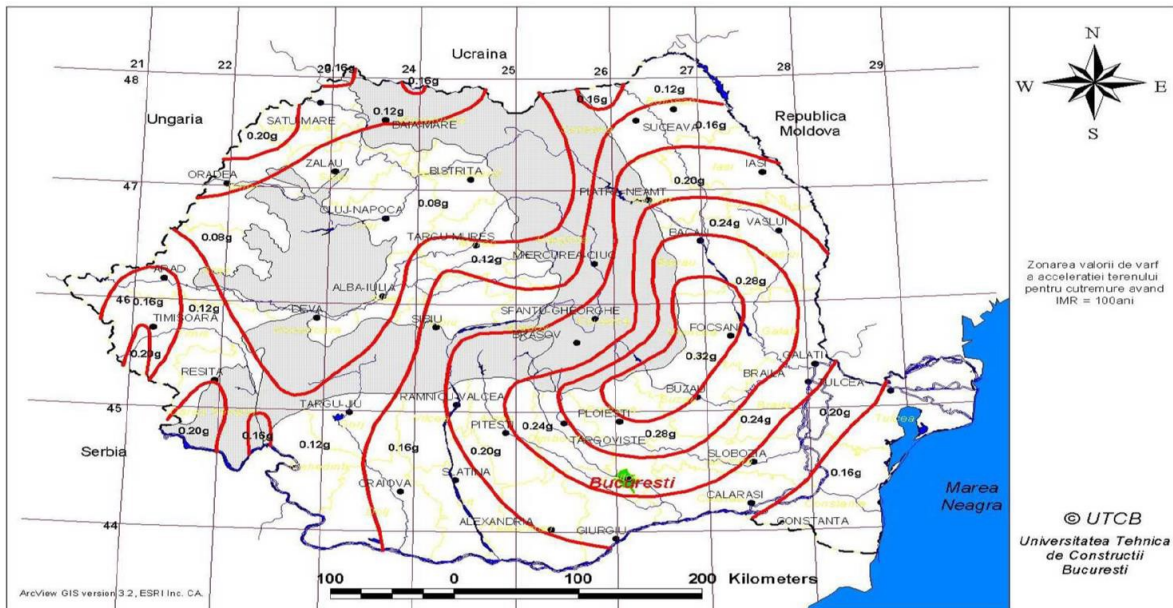 Ucraina
Ungaria
Republica
Moldova
Serbia
Marea
Neagra
21
22
23
24
25
26
27
28
29
48
47
46
45
44
0.16g
0.16g
0.12g
0.16g
0.12g
0.16g
0.20g
SATU MARE
BAIA-MARE
SUCEAVA
ORADEA
ZALAU
BISTRITA
IASI
0.20g
PIATRA-NEAMT
CLUJ-NAPOCA
0.08g
0.08g
TARGU-MURES
0.12g
MIERCUREA-CIUC
BACAU
0.24g
VASLUI
ARAD
0.16g
0.12g
TIMISOARA
0.20g
ALBA-IULIA
DEVA
SIBIU
SFANTU-GHEORGHE
BRASOV
0.28g
FOCSANI
0.32g
GALATI
BRAILA
TULCEA
RESITA
0.20g
0.16g
0.12g
TARGU-JIU
RAMNICU-VALCEA
0.16g
PITESTI
0.24g
0.20g
BUZAU
PLOIESTI
TARGOVISTE
0.28g
0.24g
0.20g
SLOBOZIA
0.16g
CRAIOVA
SLATINA
Bucuresti
CALARASI
ALEXANDRIA
GIURGIU
CONSTANTA
100
0
100
200
Kilometers
ArcView GIS version 3.2, ESRI Inc. CA.
N
W
E
S
Zonarea valorii de varf
a acceleratiei terenului
pentru cutremure avand
IMR = 100ani
© UTCB
Universitatea Tehnica
de Constructii
Bucuresti